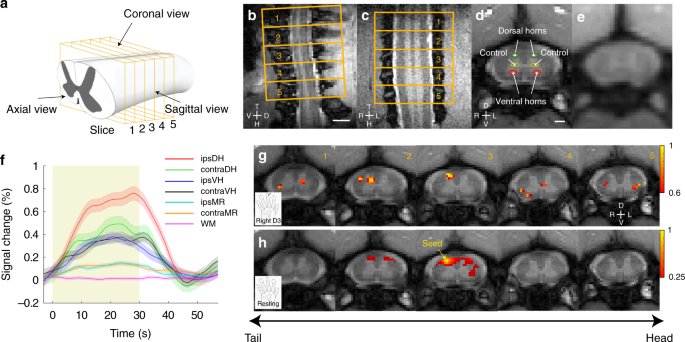 a
Coronal view
Axial view
Sagittal view
Slice
1 2 3 4 5
b
1
2
3
4
5
T
V D
H
c
1
2
3
4
5
T
R L
H
d
Dorsal horns
Control Control
Ventral horns
D
R L
V
e
f
Signal change (%)
1
0.8
0.6
0.4
0.2
0
–0.2
0 10 20 30 40 50
Time (s)
ipsDH
contraDH
ipsVH
contraVH
ipsMR
contraMR
WM
g
1 2 3 4 5
Right D3
D
R L
V
1
0.6
h
Seed
Resting
1
0.25
Tail Head